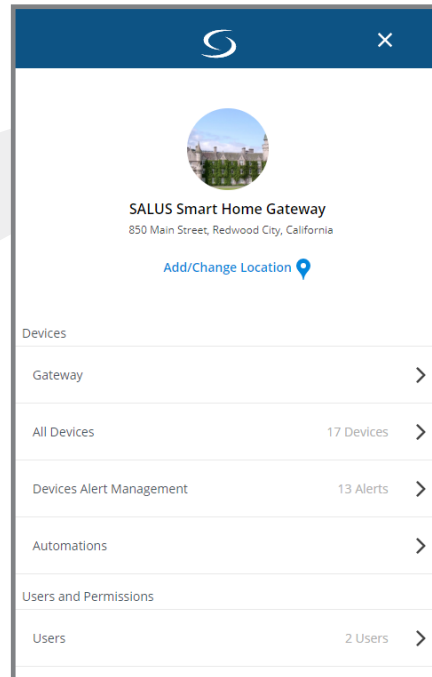 SALUS Smart Home Gateway
850 Main Street, Redwood City, California
Add/Change Location
Devices
Gateway
All Devices 17 Devices
Devices Alert Management 13 Alerts
Automations
Users and Permissions
Users 2 Users